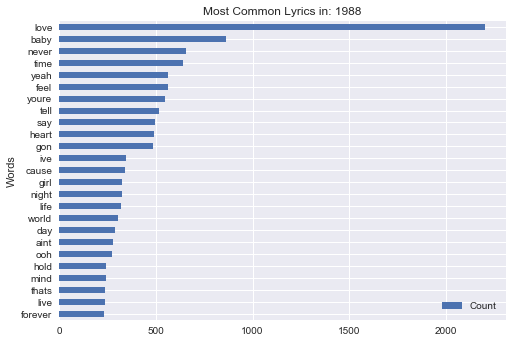 Most Common Lyrics in: 1988
love
baby
never
time
yeah
feel
youre
tell
say
heart
gon
ive
cause
girl
night
life
world
day
aint
ooh
hold
mind
thats
live
forever
Words
Count
0 500 1000 1500 2000